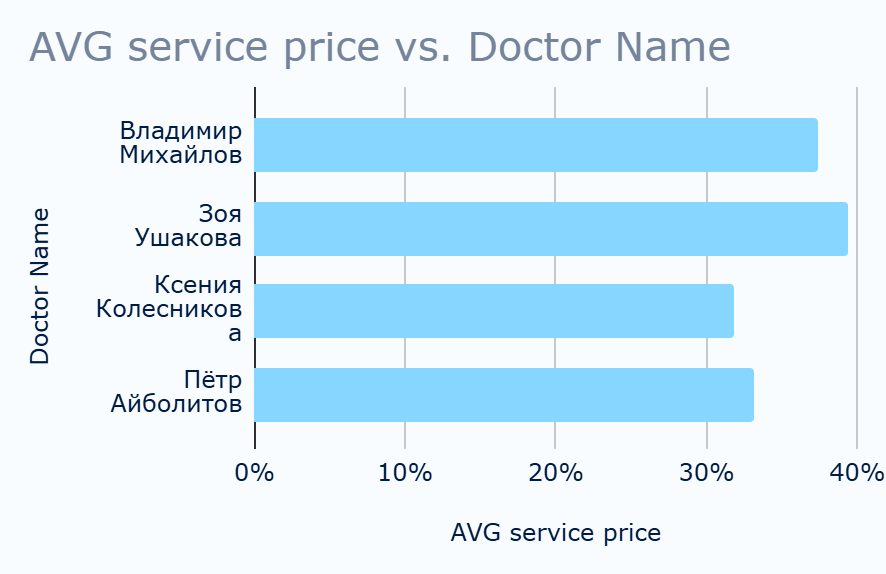 AVG service price vs. Doctor Name
Doctor Name
Владимир
Михайлов
Зоя
Ушакова
Ксения
Колесников
а
Пётр
Айболитов
0% 10% 20% 30% 40%
AVG service price